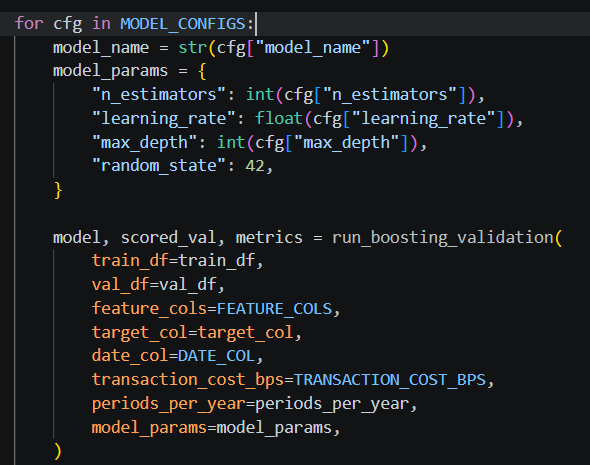 for cfg in MODEL_CONFIGS:
    model_name = str(cfg["model_name"])
    model_params = {
        "n_estimators": int(cfg["n_estimators"]),
        "learning_rate": float(cfg["learning_rate"]),
        "max_depth": int(cfg["max_depth"]),
        "random_state": 42,
    }

    model, scored_val, metrics = run_boosting_validation(
        train_df=train_df,
        val_df=val_df,
        feature_cols=FEATURE_COLS,
        target_col=target_col,
        date_col=DATE_COL,
        transaction_cost_bps=TRANSACTION_COST_BPS,
        periods_per_year=periods_per_year,
        model_params=model_params,
    )